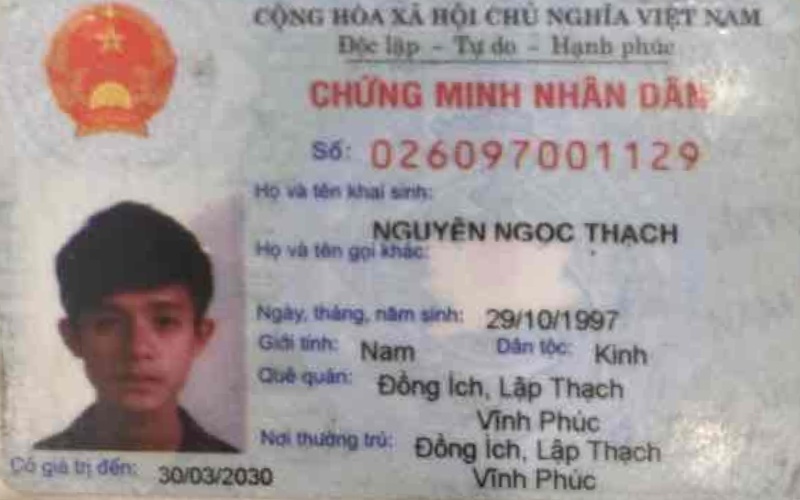 CỘNG HÒA XÃ HỘI CHỦ NGHĨA VIỆT NAM
Độc lập - Tự do - Hạnh phúc
CHỨNG MINH NHÂN DÂN
Số: 026097001129
Họ và tên khai sinh:
NGUYỄN NGỌC THẠCH
Họ và tên gọi khác:
Ngày, tháng, năm sinh: 29/10/1997
Giới tính: Nam Dân tộc: Kinh
Quê quán: Đồng Ích, Lập Thạch
Vĩnh Phúc
Nơi thường trú: Đồng Ích, Lập Thạch
Vĩnh Phúc
Có giá trị đến: 30/03/2030